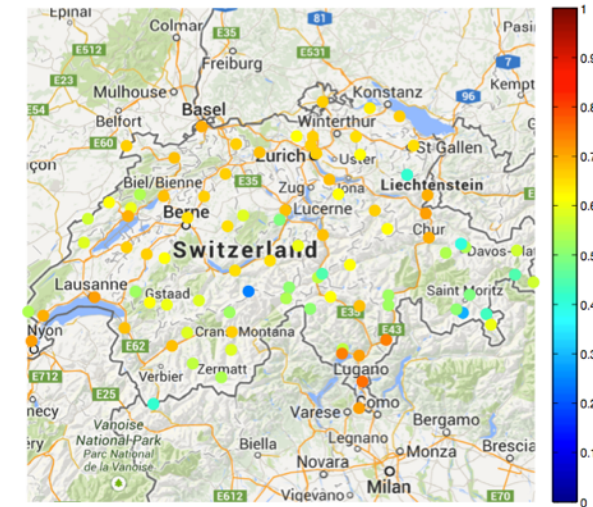 Epinal
Colmar
E35
81
E512
E531
Pasi
Freiburg
7
E23
Mulhouse
Konstanz
96
Kempt
E54
Basel
Belfort
Winterthur
E60
St Gallen
Zurich
Uster
çon
Biel/Bienne
E35
Zug
Jona
Liechtenstein
E
Berne
Lucerne
Chur
Switzerland
Davos
Lausanne
Gstaad
Saint Moritz
Nyon
E35
E43
E62
Crans Montana
E712
Verbier
Zermatt
Lugano
E25
necy
Varese
Como
Vanoise
National Park
Parc National
de la Vanoise
Bergamo
éry
Biella
Legnano
Monza
Brescia
Novara
Milan
E612
Vigevano
E70
1
0.9
0.8
0.7
0.6
0.5
0.4
0.3
0.2
0.1
0